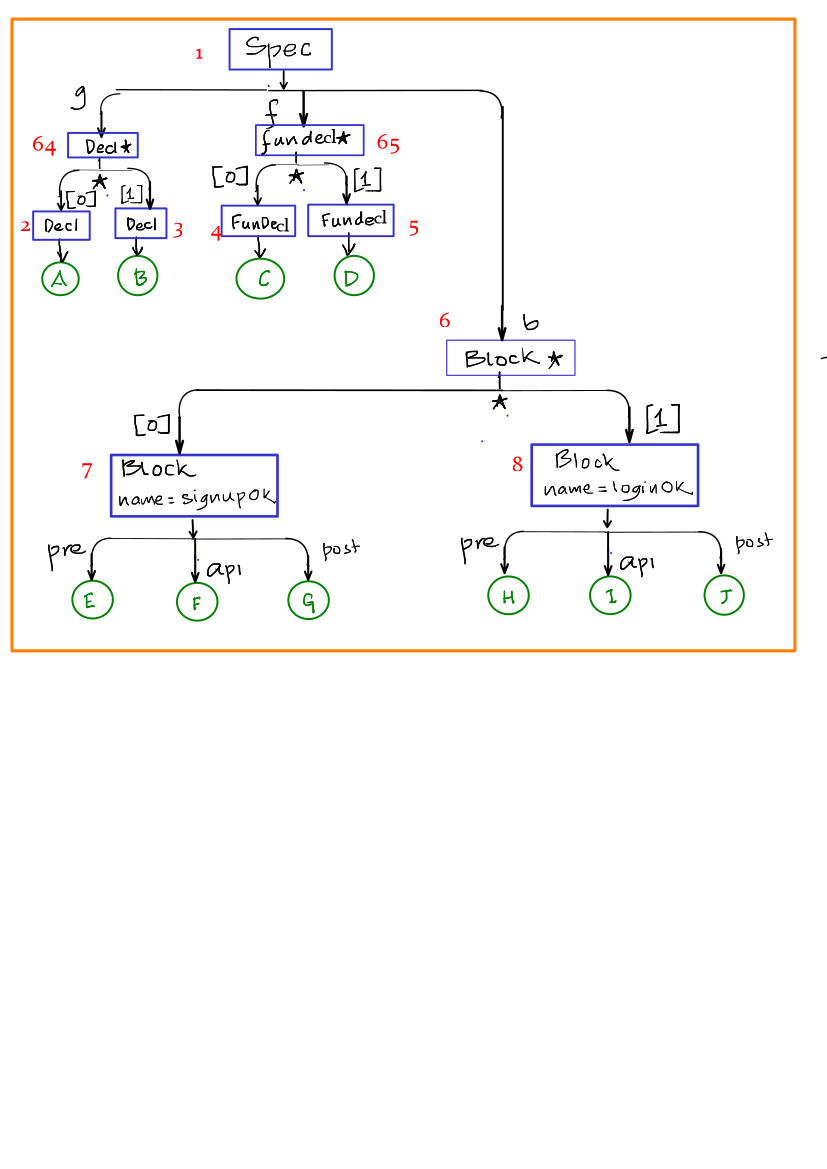 1 Spec
g f
64 Decl* fundecl* 65
* *
[0] [1] [0] [1]
2 Decl Decl 3 4 FunDecl Fundecl 5
A B C D
6 b
Block *
*
[0] [1]
7 Block
name=signupOK
8 Block
name=loginOK
pre api post pre api post
E F G H I J